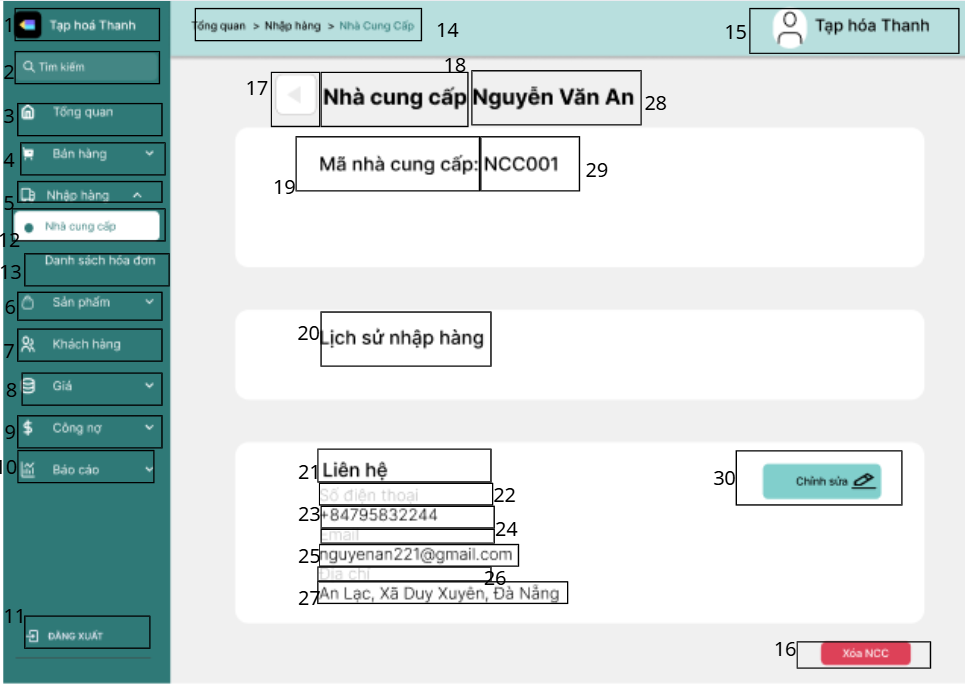 1 Tạp hoá Thanh
2 Tìm kiếm
3 Tổng quan
4 Bán hàng
5 Nhập hàng
12 Nhà cung cấp
13 Danh sách hóa đơn
6 Sản phẩm
7 Khách hàng
8 Giá
9 Công nợ
10 Báo cáo
11 ĐĂNG XUẤT
Tổng quan > Nhập hàng > Nhà Cung Cấp 14
15 Tạp hóa Thanh
17 18
Nhà cung cấp Nguyễn Văn An 28
19 Mã nhà cung cấp: NCC001 29
20 Lịch sử nhập hàng
21 Liên hệ
Số điện thoại 22
23 +84795832244
Email 24
25 nguyenan221@gmail.com
Địa chỉ 26
27 An Lạc, Xã Duy Xuyên, Đà Nẵng
30 Chỉnh sửa
16 Xóa NCC